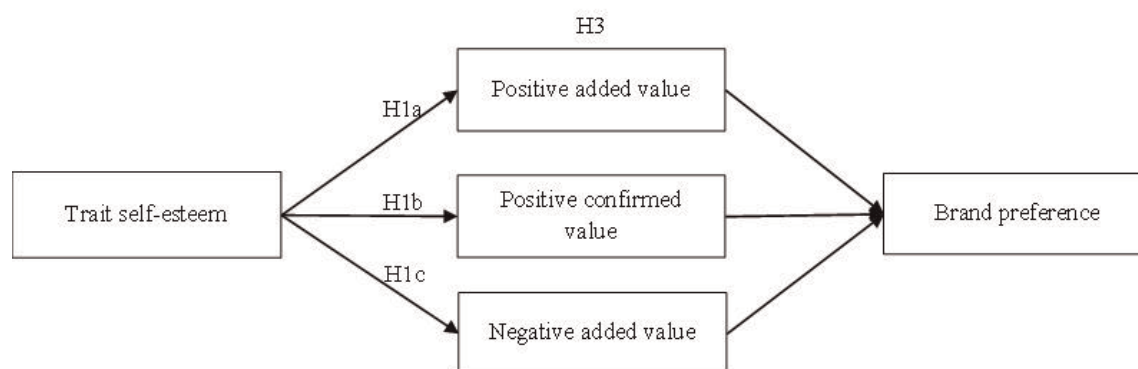 H3
Positive added value
H1a
Trait self-esteem
H1b
Positive confirmed
value
Brand preference
H1c
Negative added value